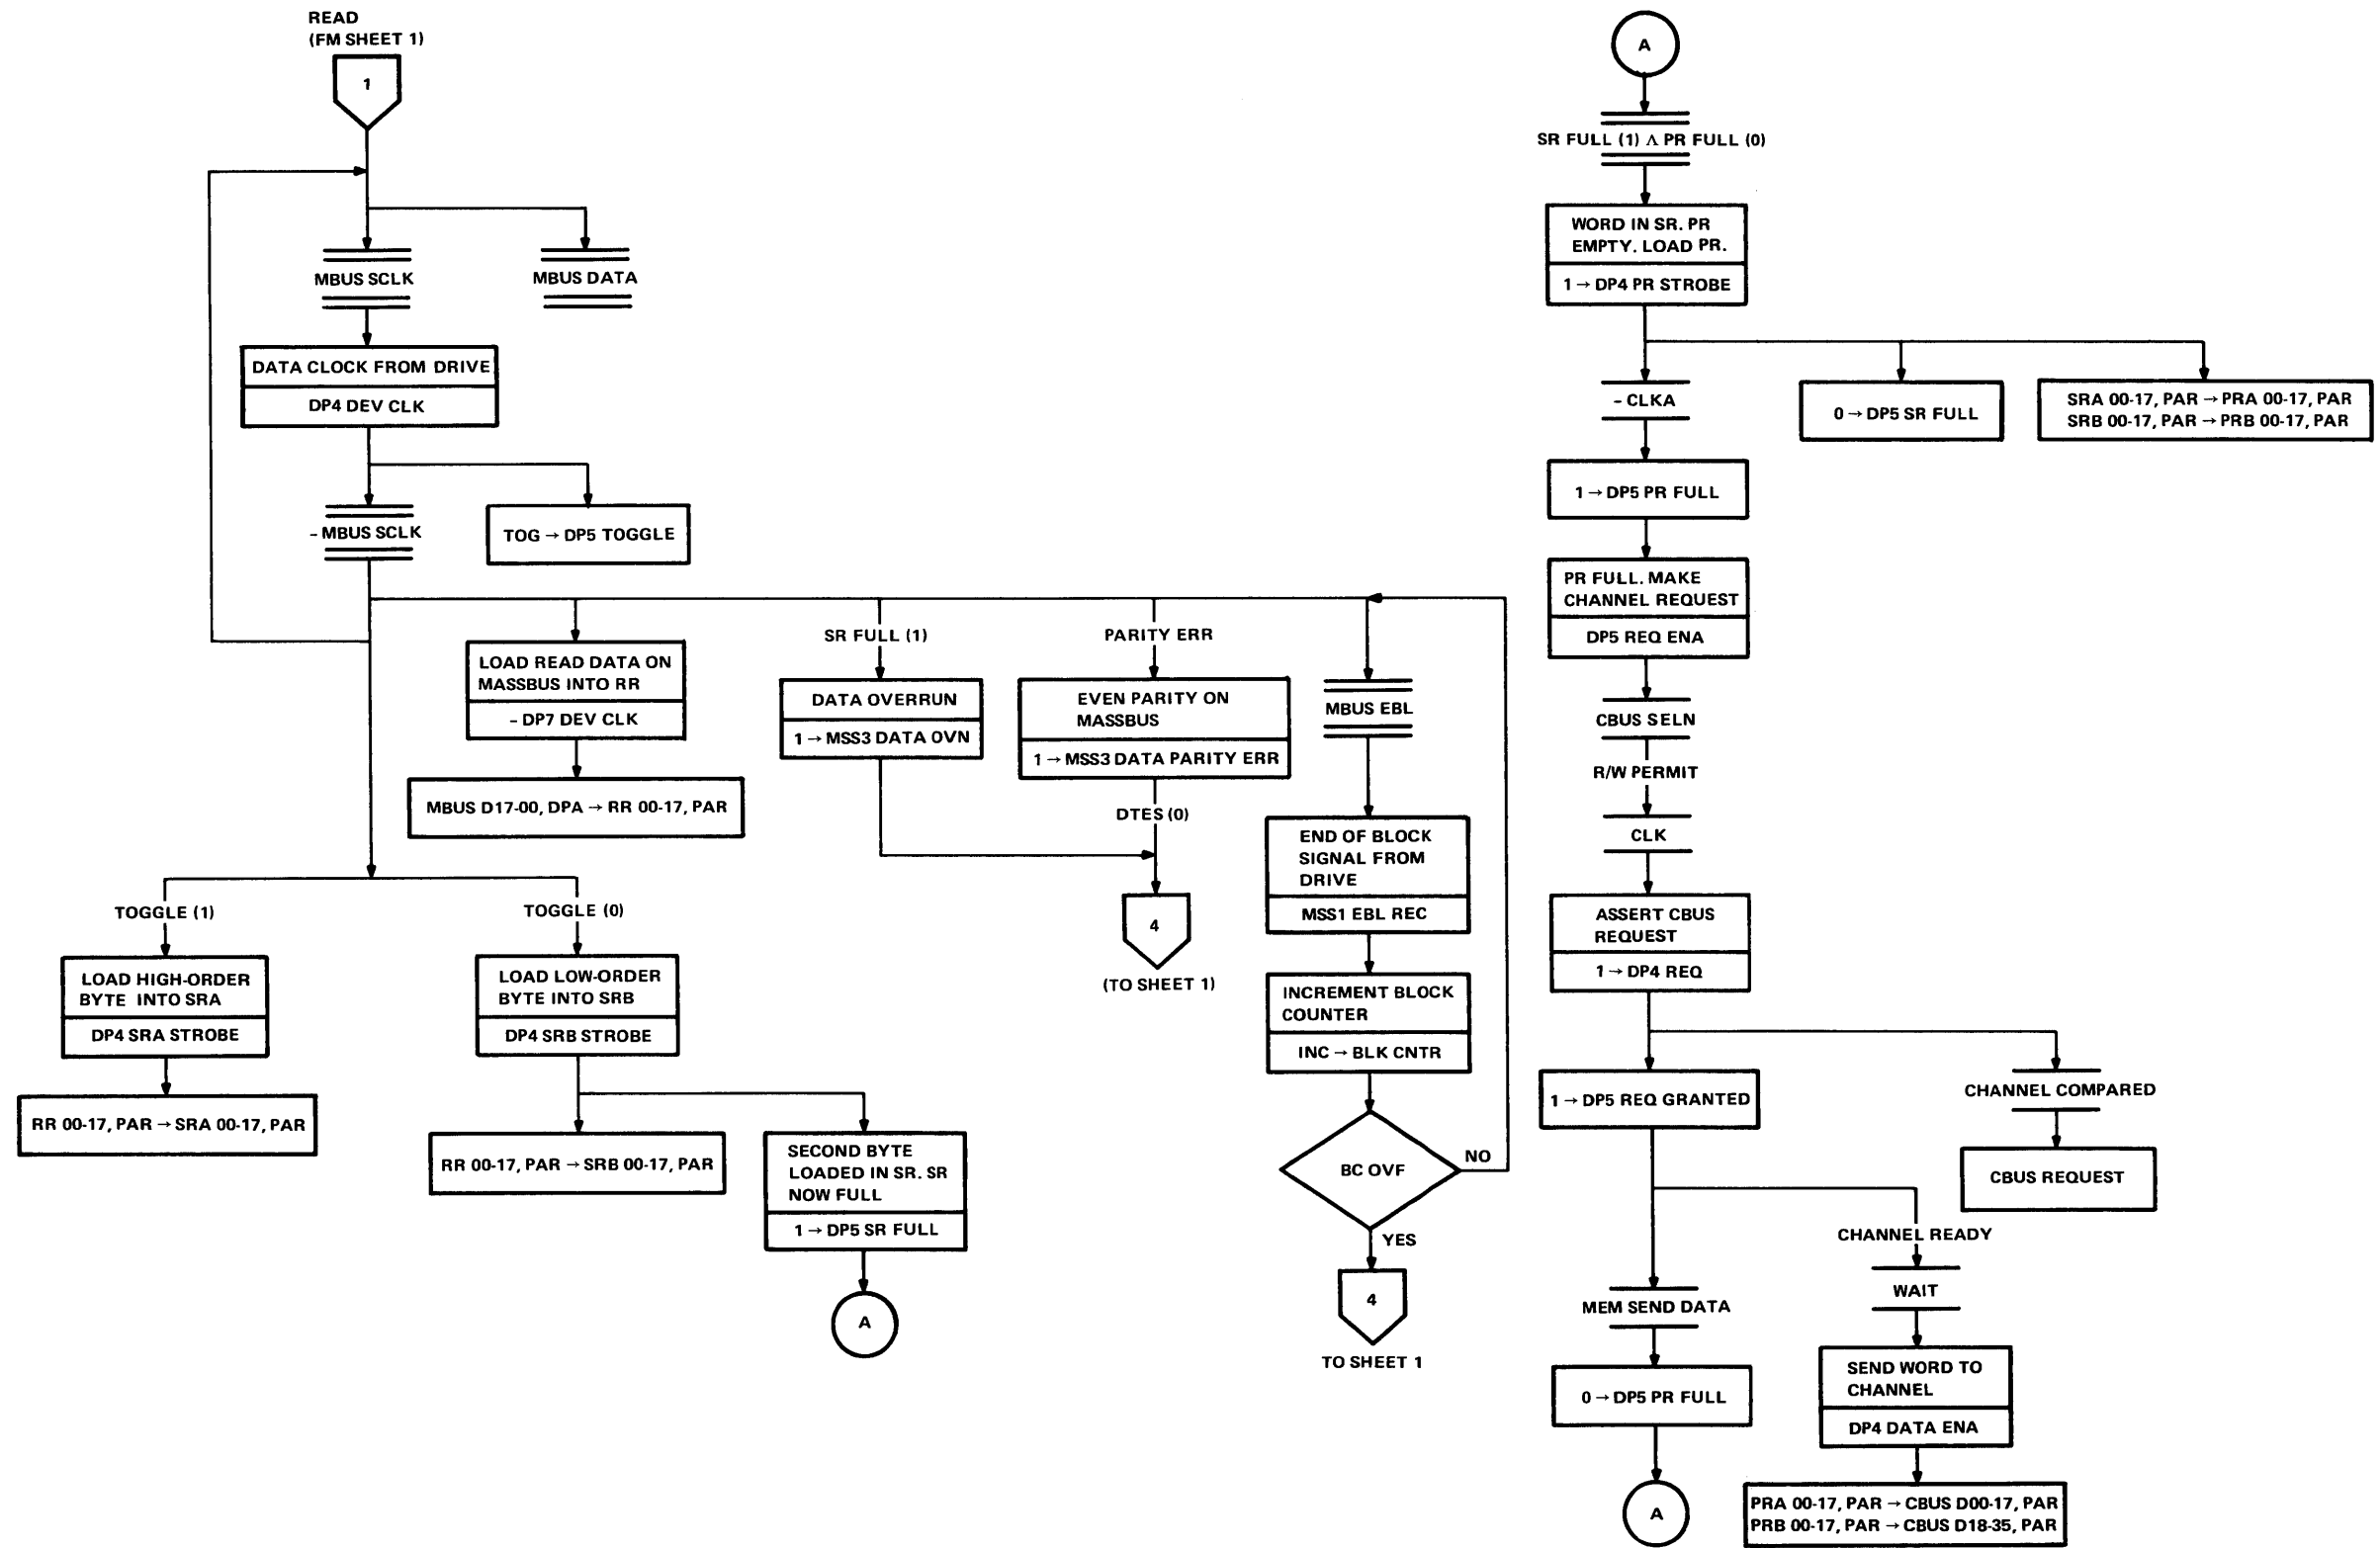 READ
(FM SHEET 1)
1
MBUS SCLK
MBUS DATA
DATA CLOCK FROM DRIVE
DP4 DEV CLK
- MBUS SCLK
TOG → DP5 TOGGLE
LOAD READ DATA ON
MASSBUS INTO RR
- DP7 DEV CLK
MBUS D17-00, DPA → RR 00-17, PAR
SR FULL (1)
DATA OVERRUN
1 → MSS3 DATA OVN
PARITY ERR
EVEN PARITY ON
MASSBUS
1 → MSS3 DATA PARITY ERR
DTES (0)
4
(TO SHEET 1)
MBUS EBL
END OF BLOCK
SIGNAL FROM
DRIVE
MSS1 EBL REC
INCREMENT BLOCK
COUNTER
INC → BLK CNTR
BC OVF
NO
YES
4
TO SHEET 1
TOGGLE (1)
LOAD HIGH-ORDER
BYTE INTO SRA
DP4 SRA STROBE
RR 00-17, PAR → SRA 00-17, PAR
TOGGLE (0)
LOAD LOW-ORDER
BYTE INTO SRB
DP4 SRB STROBE
RR 00-17, PAR → SRB 00-17, PAR
SECOND BYTE
LOADED IN SR. SR
NOW FULL
1 → DP5 SR FULL
A
A
SR FULL (1) Λ PR FULL (0)
WORD IN SR. PR
EMPTY. LOAD PR.
1 → DP4 PR STROBE
- CLKA
0 → DP5 SR FULL
SRA 00-17, PAR → PRA 00-17, PAR
SRB 00-17, PAR → PRB 00-17, PAR
1 → DP5 PR FULL
PR FULL. MAKE
CHANNEL REQUEST
DP5 REQ ENA
CBUS SELN
R/W PERMIT
CLK
ASSERT CBUS
REQUEST
1 → DP4 REQ
1 → DP5 REQ GRANTED
CHANNEL COMPARED
CBUS REQUEST
MEM SEND DATA
0 → DP5 PR FULL
A
CHANNEL READY
WAIT
SEND WORD TO
CHANNEL
DP4 DATA ENA
PRA 00-17, PAR → CBUS D00-17, PAR
PRB 00-17, PAR → CBUS D18-35, PAR